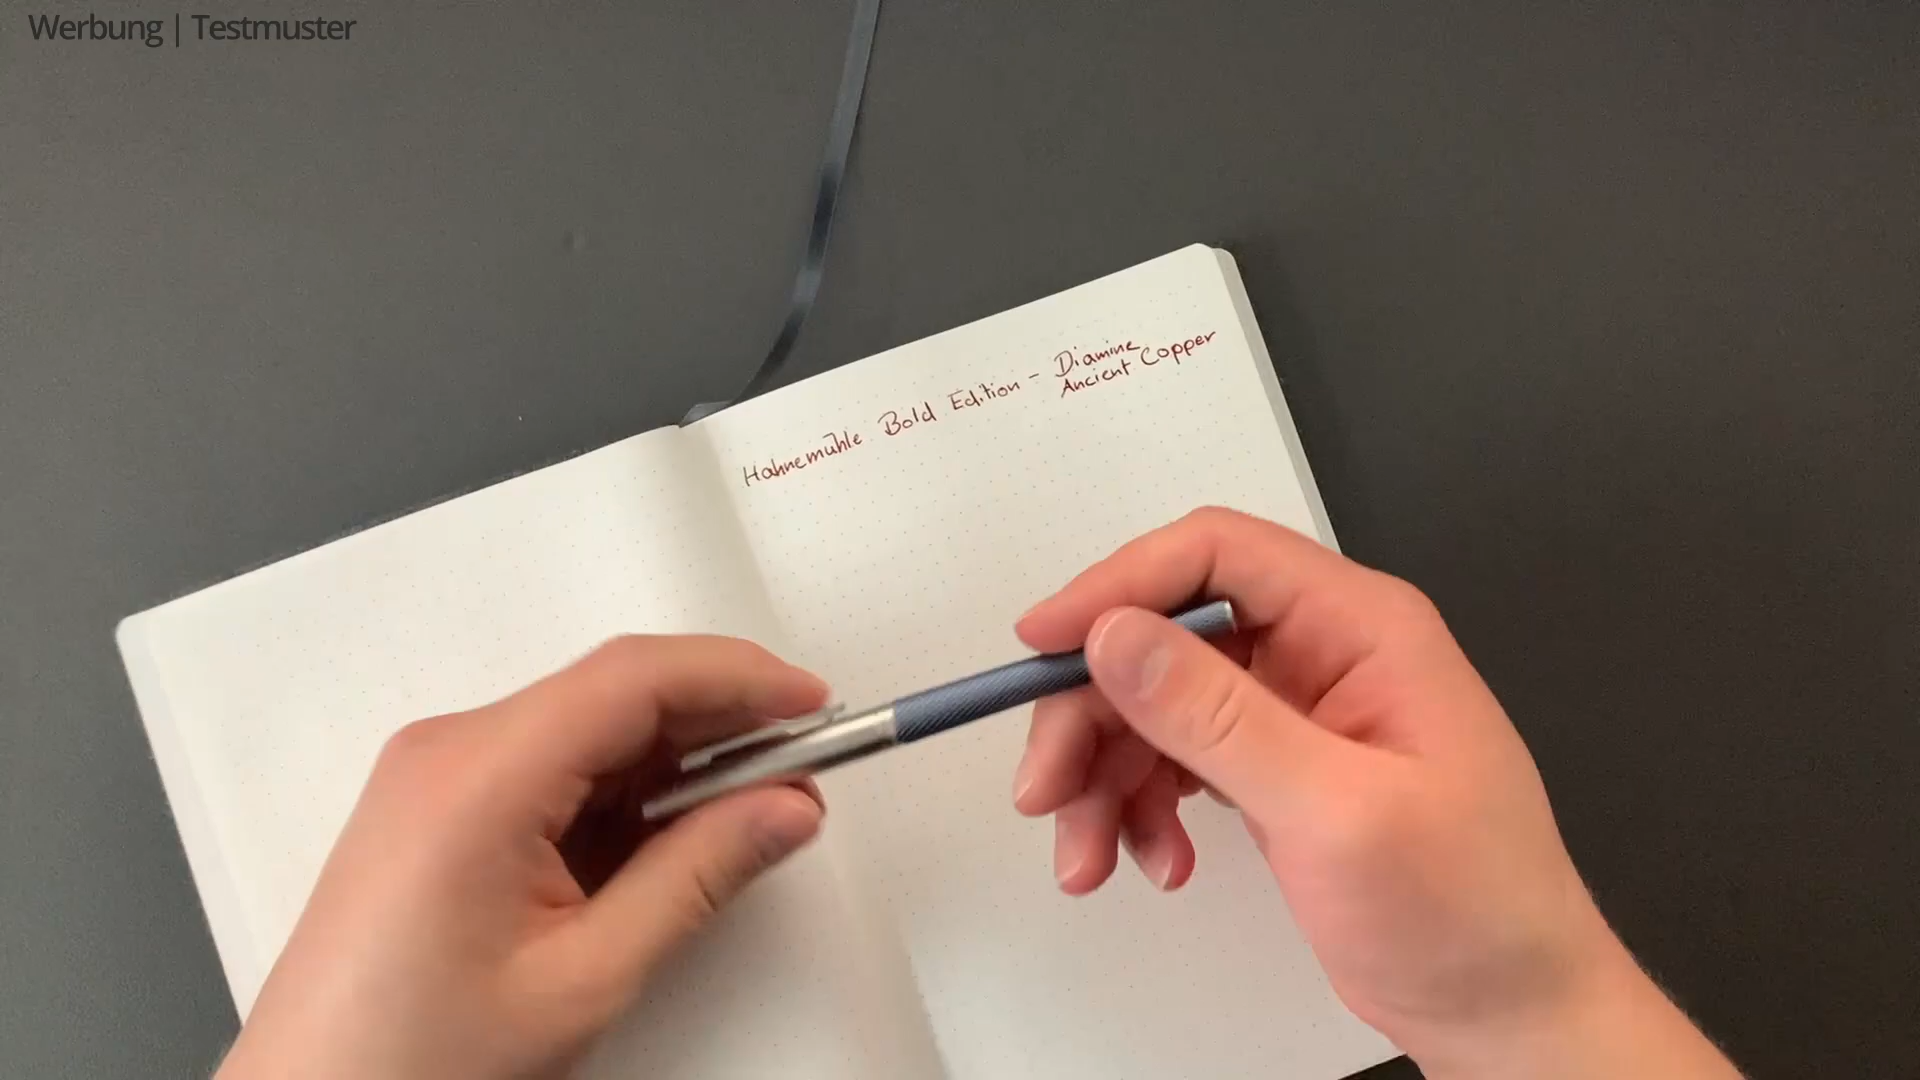 Werbung | Testmuster
Hahnemühle Bold Edition - Diamine
Ancient Copper